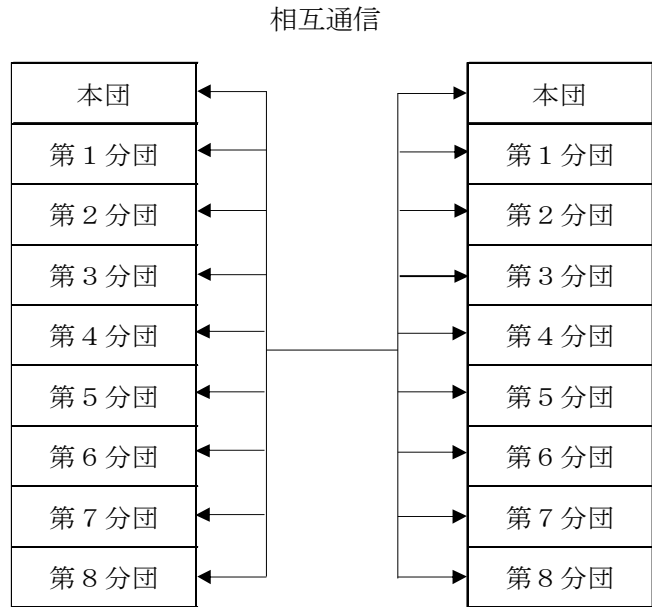 相互通信
本団
第１分団
第２分団
第３分団
第４分団
第５分団
第６分団
第７分団
第８分団
本団
第１分団
第２分団
第３分団
第４分団
第５分団
第６分団
第７分団
第８分団